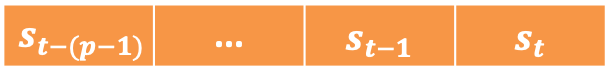 s_{t-(p-1)} ... s_{t-1} s_t